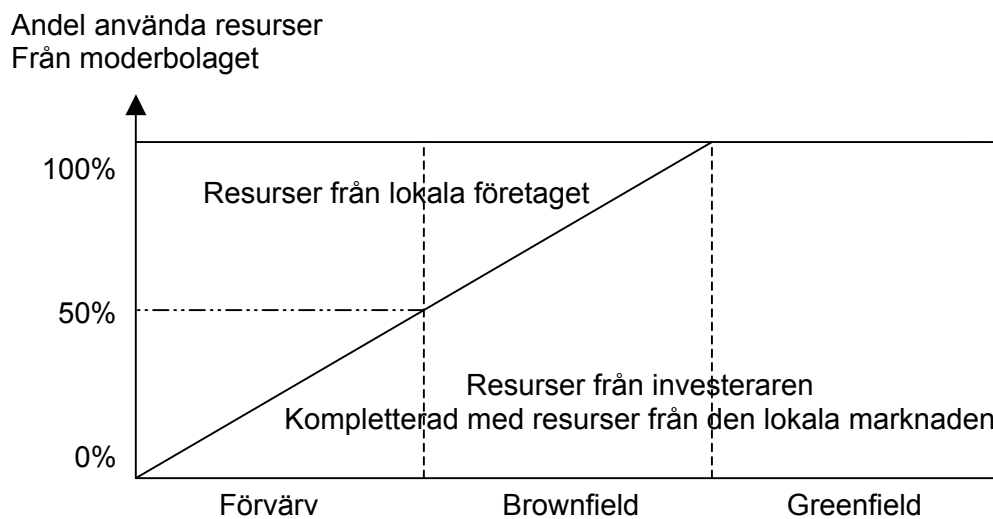 Andel använda resurser
Från moderbolaget
100%
Resurser från lokala företaget
50%
Resurser från investeraren
Kompletterad med resurser från den lokala marknaden
0%
Förvärv Brownfield Greenfield